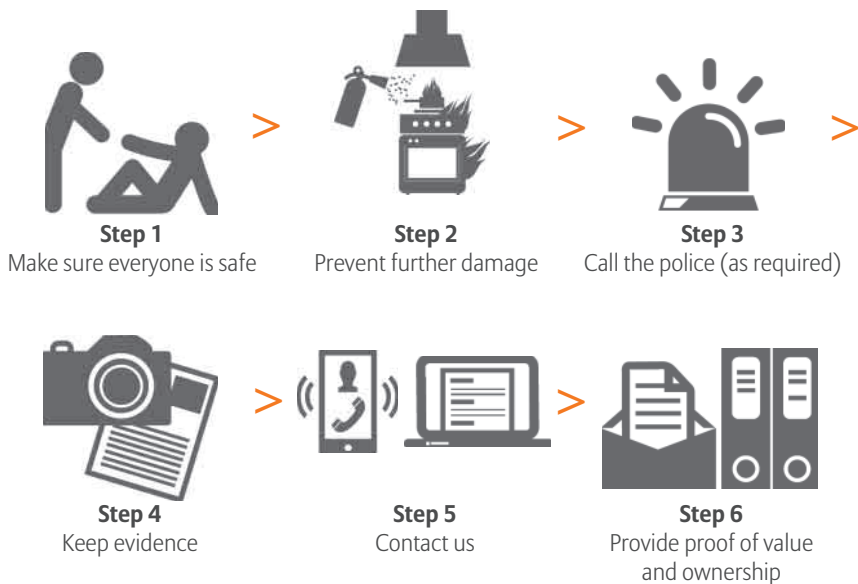 Step 1
Make sure everyone is safe
Step 2
Prevent further damage
Step 3
Call the police (as required)
Step 4
Keep evidence
Step 5
Contact us
Step 6
Provide proof of value
and ownership